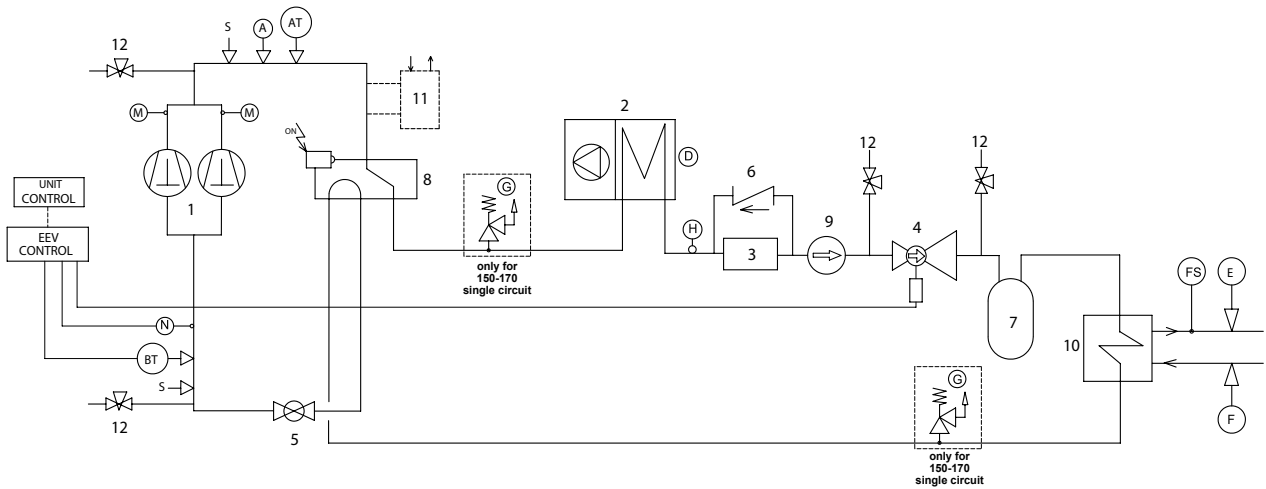 S
A
AT
12
11
M
M
2
ON
12
12
D
6
8
G
UNIT
CONTROL
1
9
4
H
EEV
CONTROL
3
only for
150-170
single circuit
FS
E
7
N
10
BT
S
G
12
5
F
only for
150-170
single circuit